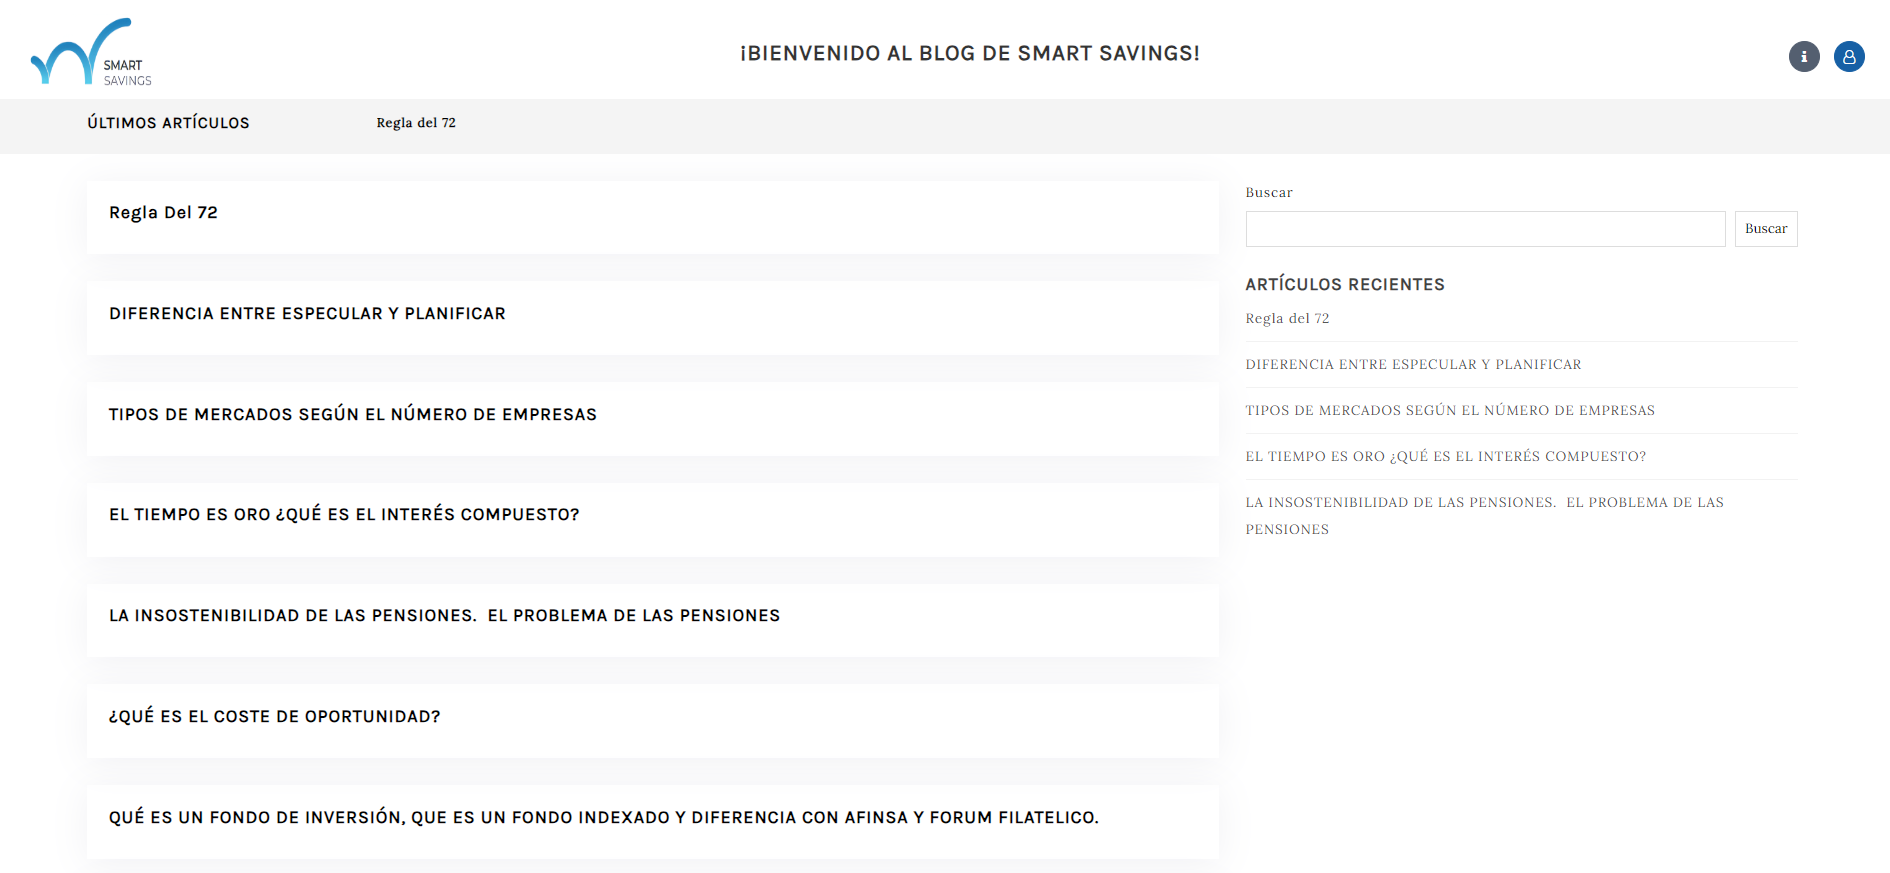 SMART
SAVINGS
¡BIENVENIDO AL BLOG DE SMART SAVINGS!
ÚLTIMOS ARTÍCULOS
Regla del 72
Regla Del 72
DIFERENCIA ENTRE ESPECULAR Y PLANIFICAR
TIPOS DE MERCADOS SEGÚN EL NÚMERO DE EMPRESAS
EL TIEMPO ES ORO ¿QUÉ ES EL INTERÉS COMPUESTO?
LA INSOSTENIBILIDAD DE LAS PENSIONES.  EL PROBLEMA DE LAS PENSIONES
¿QUÉ ES EL COSTE DE OPORTUNIDAD?
QUÉ ES UN FONDO DE INVERSIÓN, QUE ES UN FONDO INDEXADO Y DIFERENCIA CON AFINSA Y FORUM FILATELICO.
Buscar
Buscar
ARTÍCULOS RECIENTES
Regla del 72
DIFERENCIA ENTRE ESPECULAR Y PLANIFICAR
TIPOS DE MERCADOS SEGÚN EL NÚMERO DE EMPRESAS
EL TIEMPO ES ORO ¿QUÉ ES EL INTERÉS COMPUESTO?
LA INSOSTENIBILIDAD DE LAS PENSIONES.  EL PROBLEMA DE LAS
PENSIONES